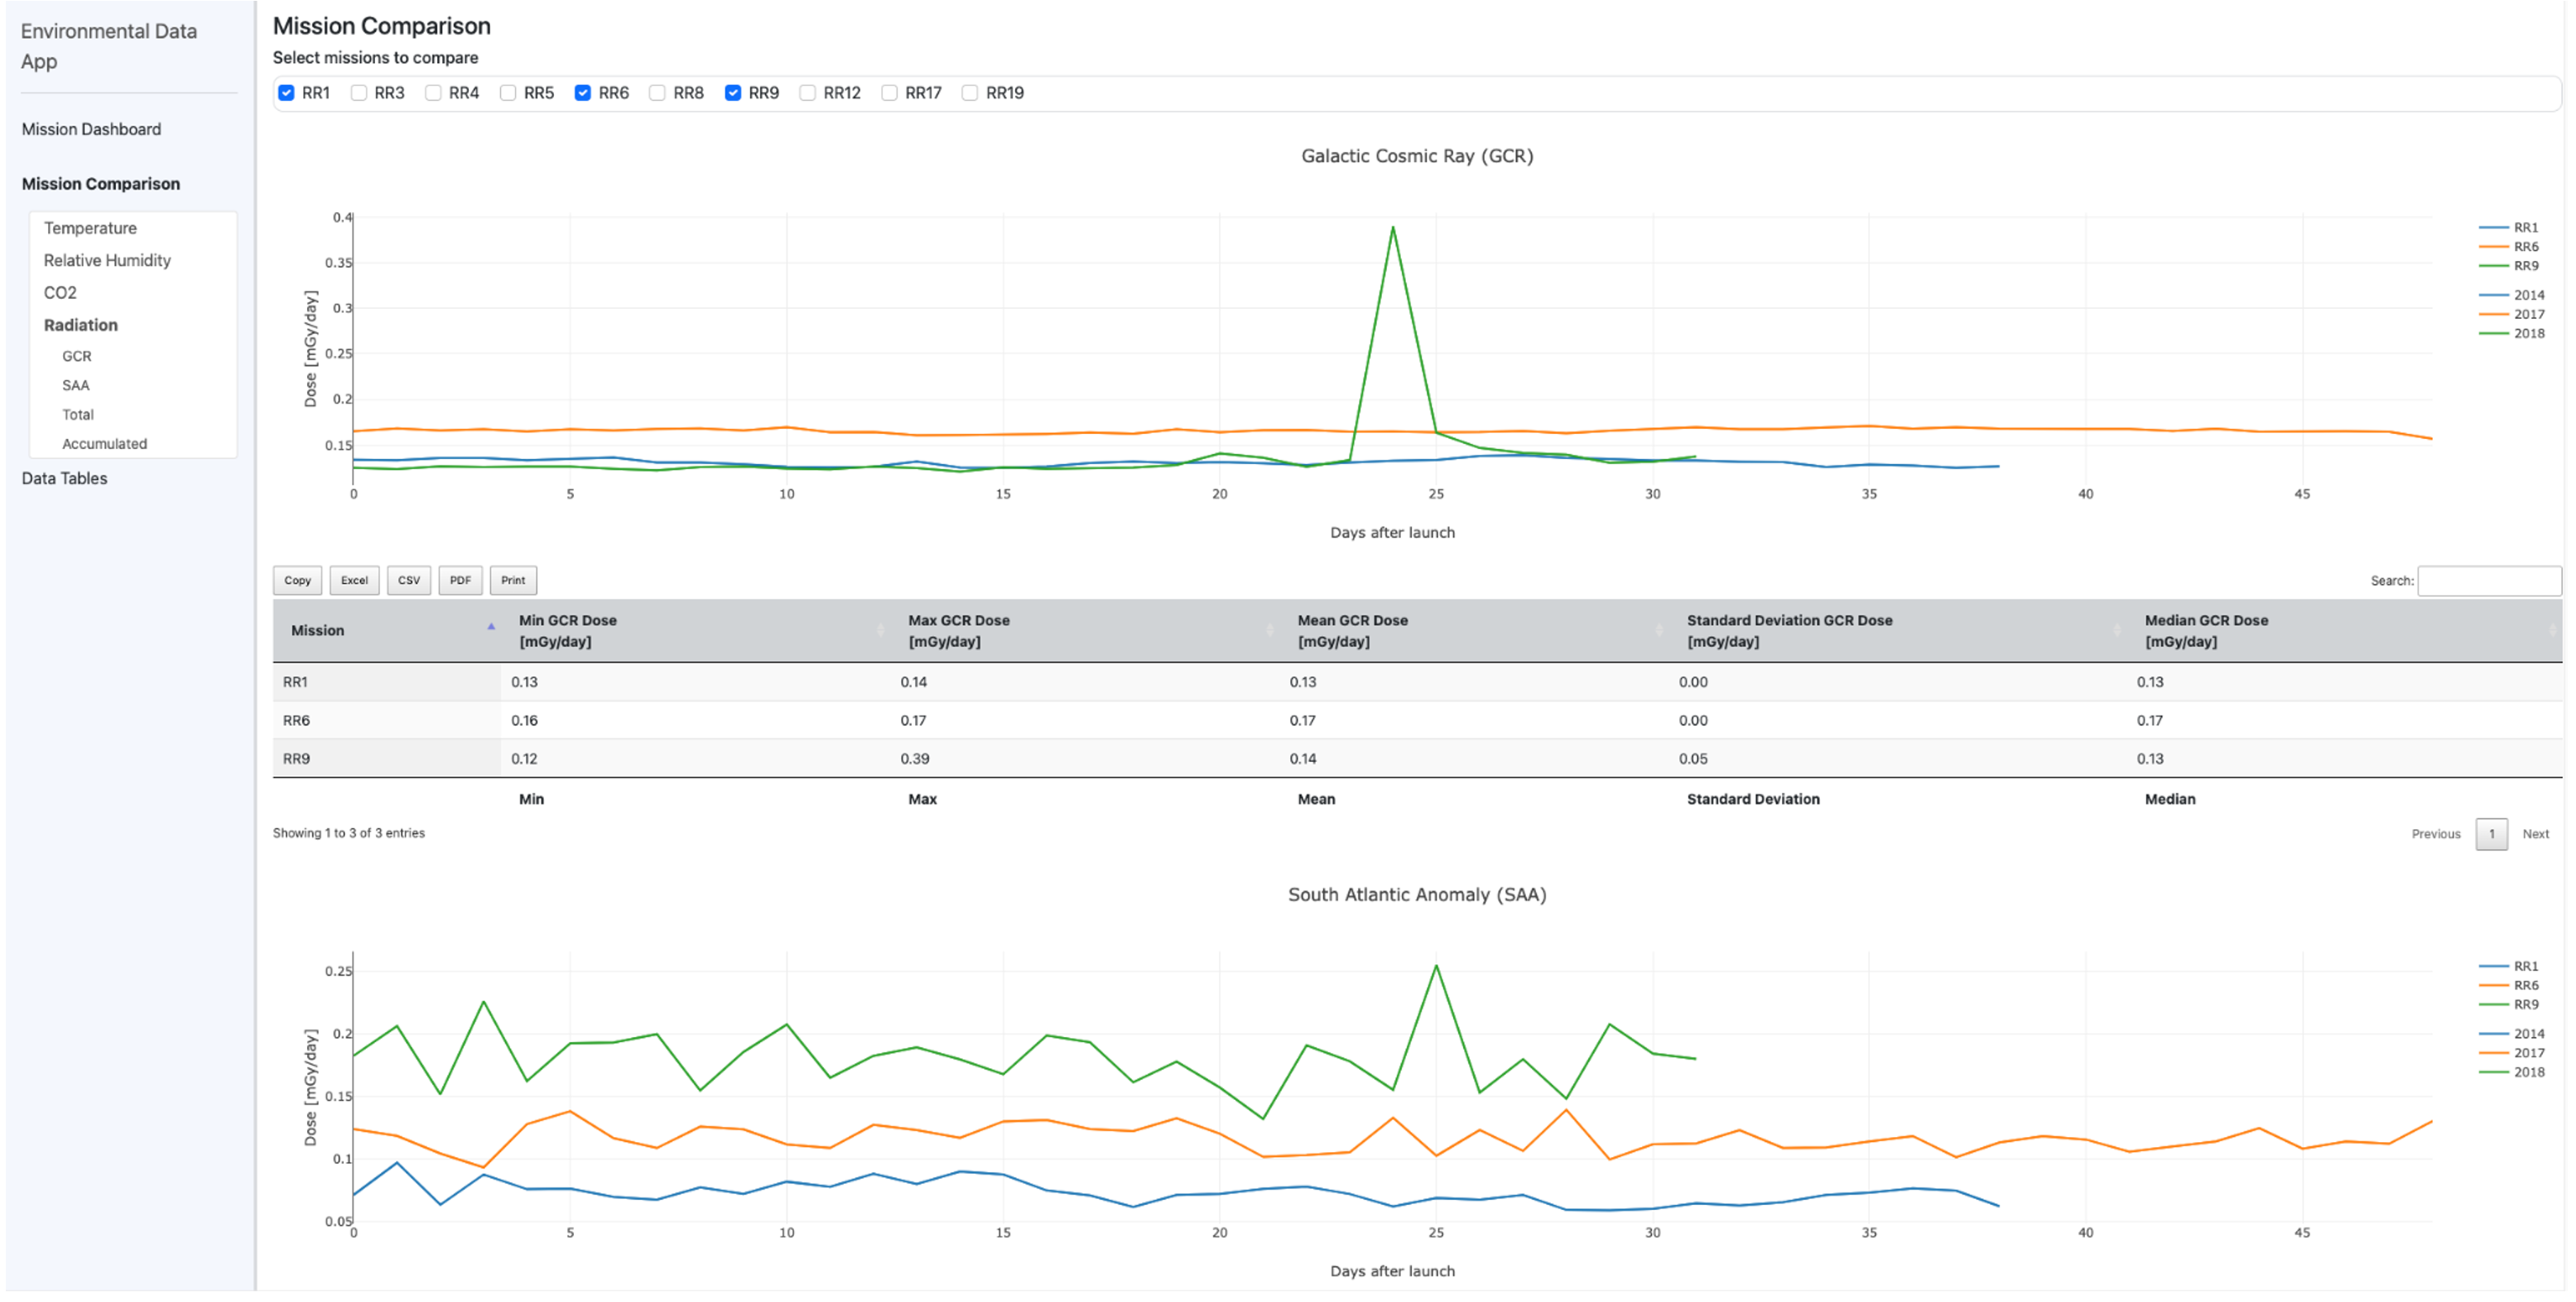 Environmental Data
App
Mission Dashboard
Mission Comparison
Temperature
Relative Humidity
CO2
Radiation
GCR
SAA
Total
Accumulated
Data Tables
Mission Comparison
Select missions to compare
RR1 RR3 RR4 RR5 RR6 RR8 RR9 RR12 RR17 RR19
Galactic Cosmic Ray (GCR)
Dose [mGy/day]
0.4
0.35
0.3
0.25
0.2
0.15
0 5 10 15 20 25 30 35 40 45
Days after launch
RR1
RR6
RR9
2014
2017
2018
Copy Excel CSV PDF Print Search:
Mission Min GCR Dose [mGy/day] Max GCR Dose [mGy/day] Mean GCR Dose [mGy/day] Standard Deviation GCR Dose [mGy/day] Median GCR Dose [mGy/day]
RR1 0.13 0.14 0.13 0.00 0.13
RR6 0.16 0.17 0.17 0.00 0.17
RR9 0.12 0.39 0.14 0.05 0.13
Min Max Mean Standard Deviation Median
Showing 1 to 3 of 3 entries Previous 1 Next
South Atlantic Anomaly (SAA)
Dose [mGy/day]
0.25
0.2
0.15
0.1
0.05
0 5 10 15 20 25 30 35 40 45
Days after launch
RR1
RR6
RR9
2014
2017
2018